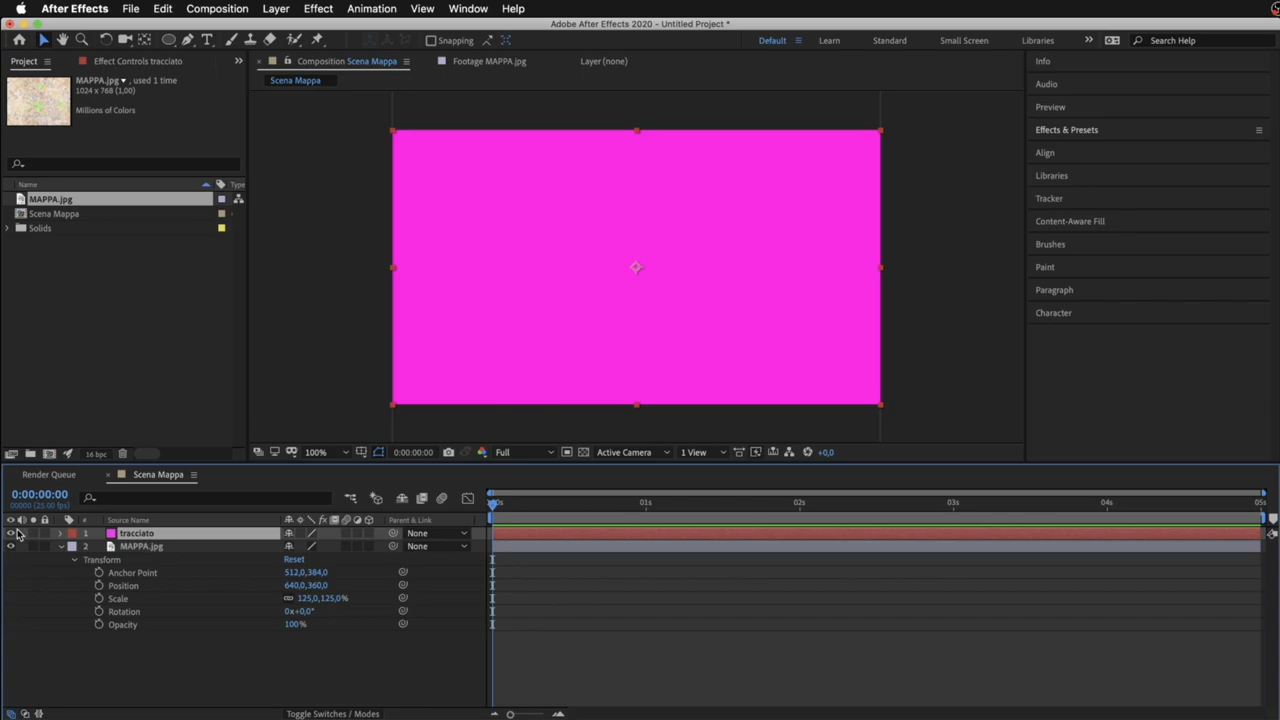 After Effects File Edit Composition Layer Effect Animation View Window Help
Adobe After Effects 2020 - Untitled Project *
Snapping Default Learn Standard Small Screen Libraries Search Help
Project Effect Controls tracciato
Composition Scena Mappa Footage MAPPA.jpg Layer (none)
Scena Mappa
MAPPA.jpg , used 1 time
1024 x 768 (1,00)
Millions of Colors
Name Type
MAPPA.jpg
Scena Mappa
Solids
16 bpc
100% 0:00:00:00 Full Active Camera 1 View +0,0
Info
Audio
Preview
Effects & Presets
Align
Libraries
Tracker
Content-Aware Fill
Brushes
Paint
Paragraph
Character
Render Queue Scena Mappa
0:00:00:00
00000 (25.00 fps)
01s 02s 03s 04s 05s
# Source Name Parent & Link
1 tracciato None
2 MAPPA.jpg None
Transform Reset
Anchor Point 512,0,384,0
Position 640,0,360,0
Scale 125,0,125,0%
Rotation 0x+0,0°
Opacity 100%
Toggle Switches / Modes